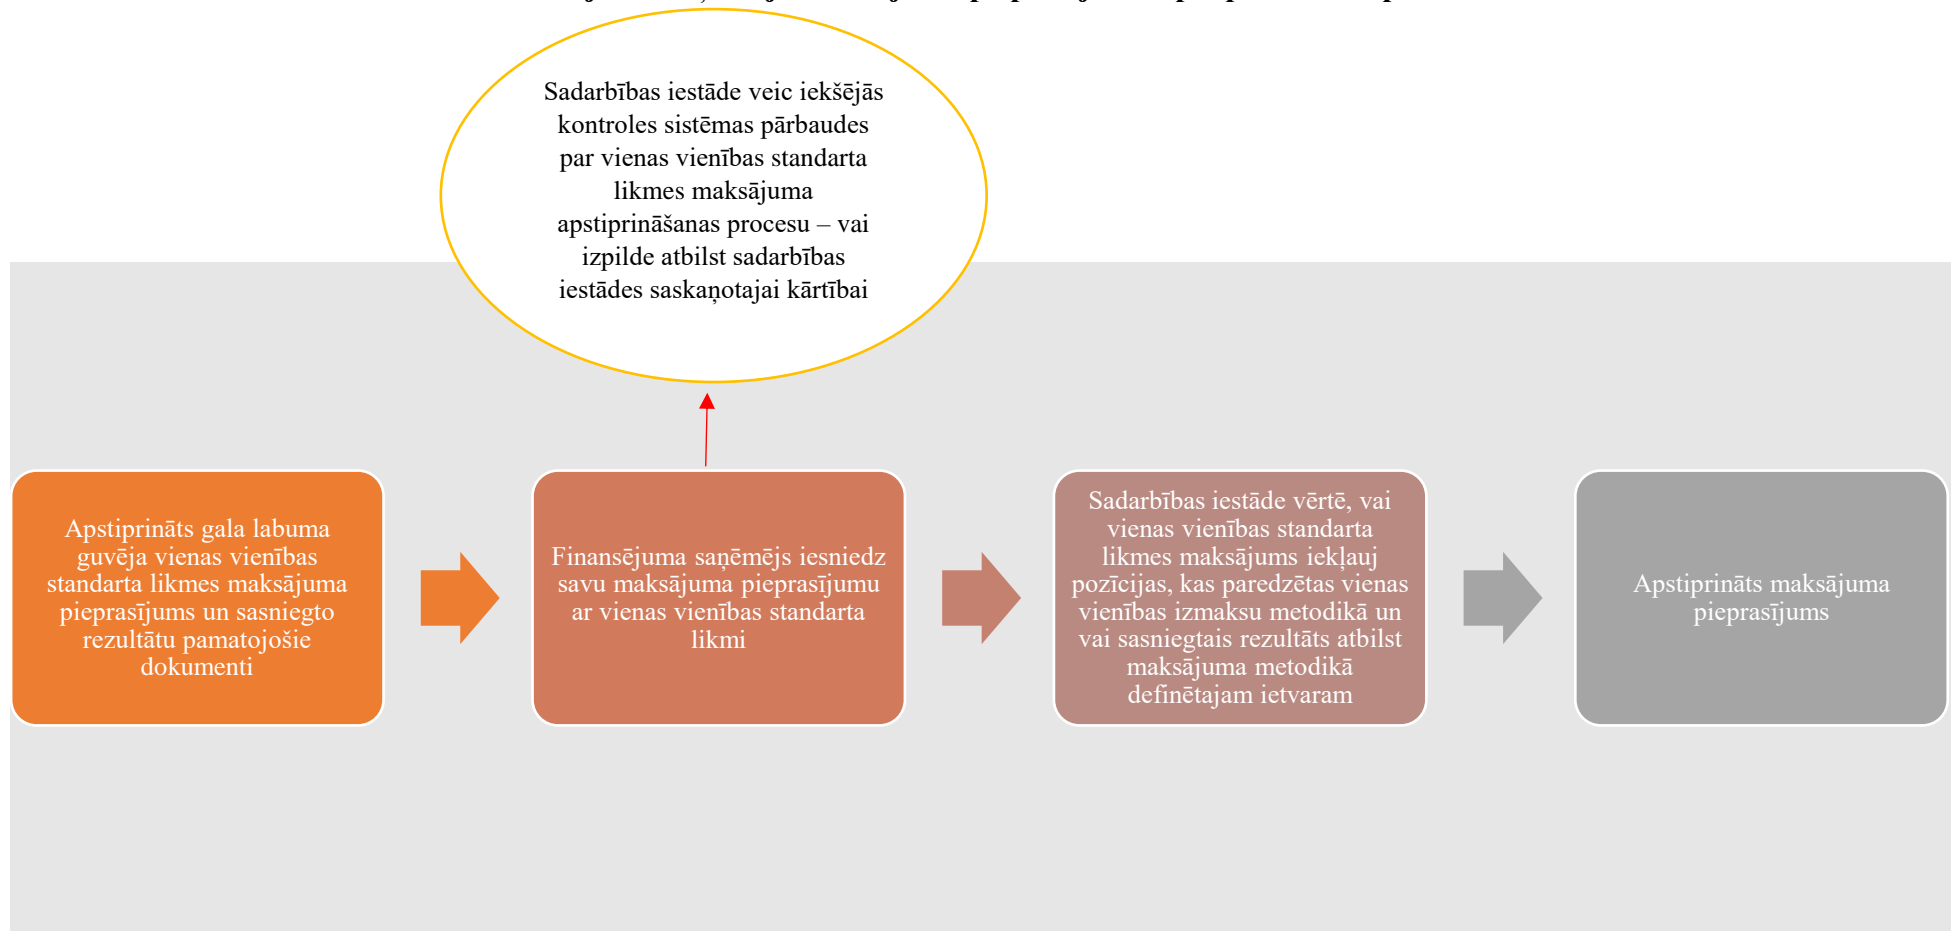 Sadarbības iestāde veic iekšējās
kontroles sistēmas pārbaudes
par vienas vienības standarta
likmes maksājuma
apstiprināšanas procesu – vai
izpilde atbilst sadarbības
iestādes saskaņotajai kārtībai
Apstiprināts gala labuma
guvēja vienas vienības
standarta likmes maksājuma
pieprasījums un sasniegto
rezultātu pamatojošie
dokumenti
Finansējuma saņēmējs iesniedz
savu maksājuma pieprasījumu
ar vienas vienības standarta
likmi
Sadarbības iestāde vērtē, vai
vienas vienības standarta
likmes maksājums iekļauj
pozīcijas, kas paredzētas vienas
vienības izmaksu metodikā un
vai sasniegtais rezultāts atbilst
maksājuma metodikā
definētajam ietvaram
Apstiprināts maksājuma
pieprasījums